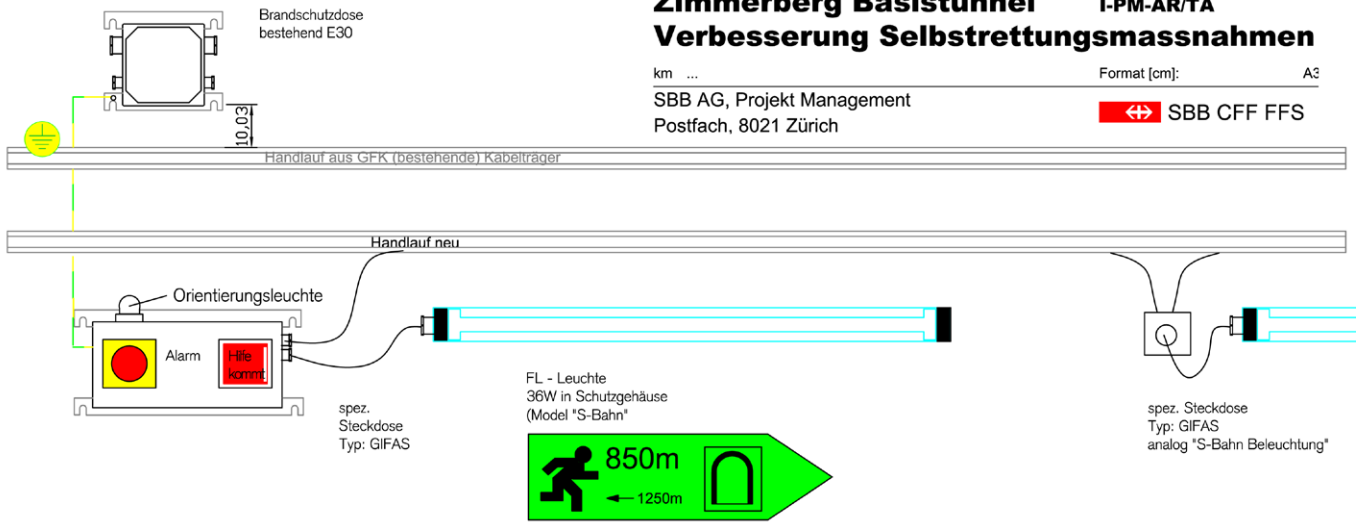 Zimmerberg Basistunnel I-PM-AR/TA
Verbesserung Selbstrettungsmassnahmen
km ... Format [cm]: A3
SBB AG, Projekt Management
Postfach, 8021 Zürich
SBB CFF FFS
Brandschutzdose
bestehend E30
10,03
Handlauf aus GFK (bestehende) Kabelträger
Handlauf neu
Orientierungsleuchte
Alarm
Hilfe
kommt
spez.
Steckdose
Typ: GIFAS
FL - Leuchte
36W in Schutzgehäuse
(Model "S-Bahn"
850m
1250m
spez. Steckdose
Typ: GIFAS
analog "S-Bahn Beleuchtung"